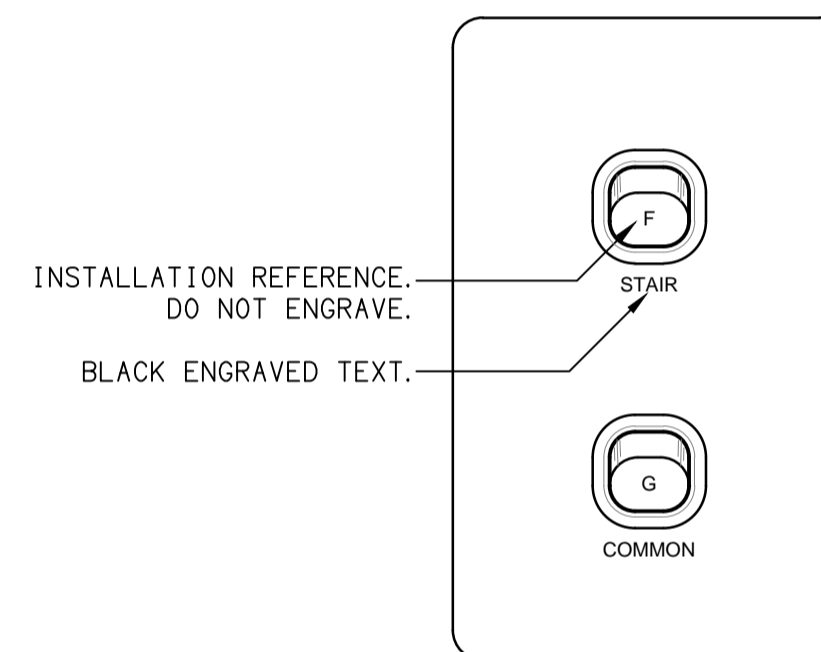 F
INSTALLATION REFERENCE.
DO NOT ENGRAVE.
STAIR
BLACK ENGRAVED TEXT.
G
COMMON